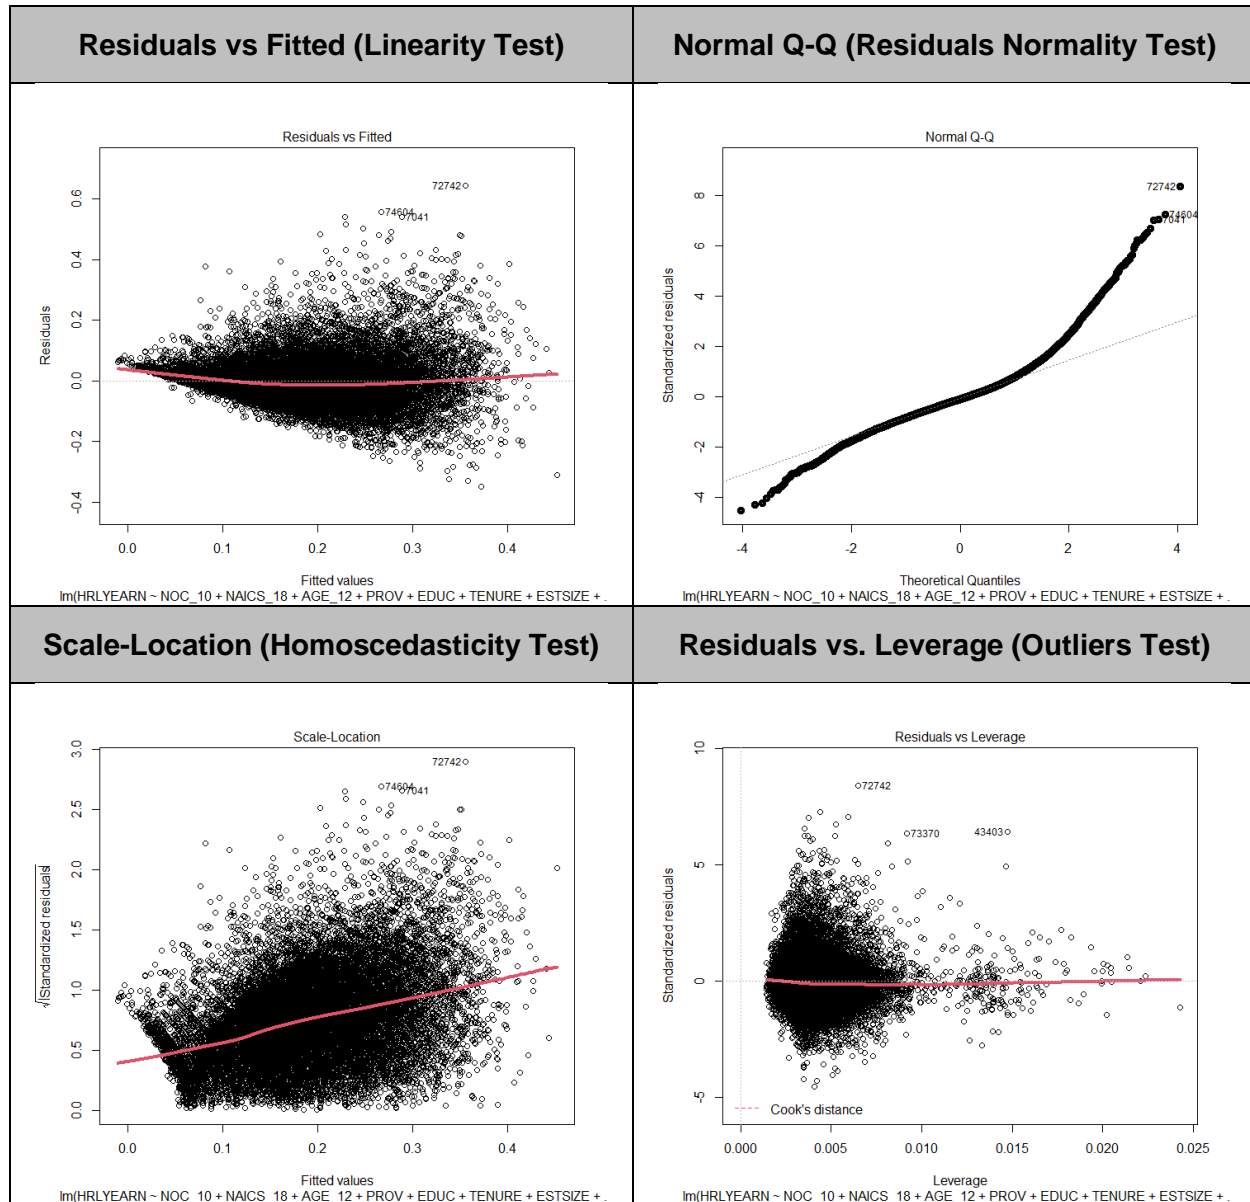 Residuals vs Fitted (Linearity Test)
Normal Q-Q (Residuals Normality Test)
Residuals vs Fitted
Residuals
0.6
0.4
0.2
0.0
-0.2
-0.4
72742
74604
7041
0.0 0.1 0.2 0.3 0.4
Fitted values
lm(HRLYEARN ~ NOC_10 + NAICS_18 + AGE_12 + PROV + EDUC + TENURE + ESTSIZE + .
Normal Q-Q
Standardized residuals
8
6
4
2
0
-2
-4
72742
74604
7041
-4 -2 0 2 4
Theoretical Quantiles
lm(HRLYEARN ~ NOC_10 + NAICS_18 + AGE_12 + PROV + EDUC + TENURE + ESTSIZE + .
Scale-Location (Homoscedasticity Test)
Residuals vs. Leverage (Outliers Test)
Scale-Location
√|Standardized residuals|
3.0
2.5
2.0
1.5
1.0
0.5
0.0
72742
74604
7041
0.0 0.1 0.2 0.3 0.4
Fitted values
lm(HRLYEARN ~ NOC_10 + NAICS_18 + AGE_12 + PROV + EDUC + TENURE + ESTSIZE + .
Residuals vs Leverage
Standardized residuals
10
5
0
-5
72742
73370
43403
Cook's distance
0.000 0.005 0.010 0.015 0.020 0.025
Leverage
lm(HRLYEARN ~ NOC_10 + NAICS_18 + AGE_12 + PROV + EDUC + TENURE + ESTSIZE + .